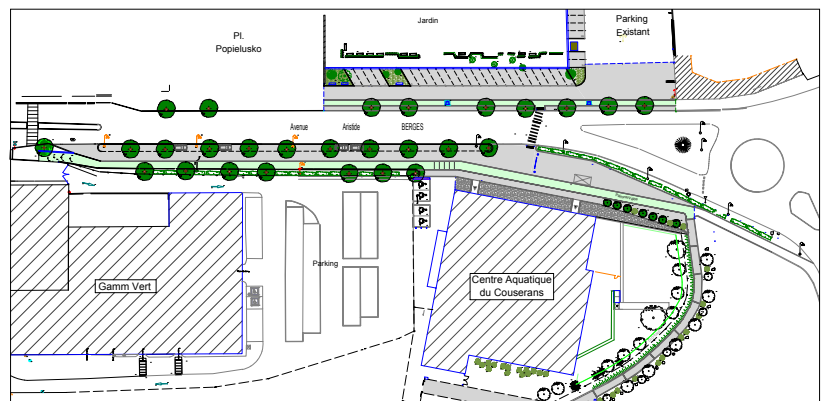 Pl.
Popielusko
Jardin
Parking
Existant
Avenue Aristide BERGES
Parking
Gamm Vert
Centre Aquatique
du Couserans